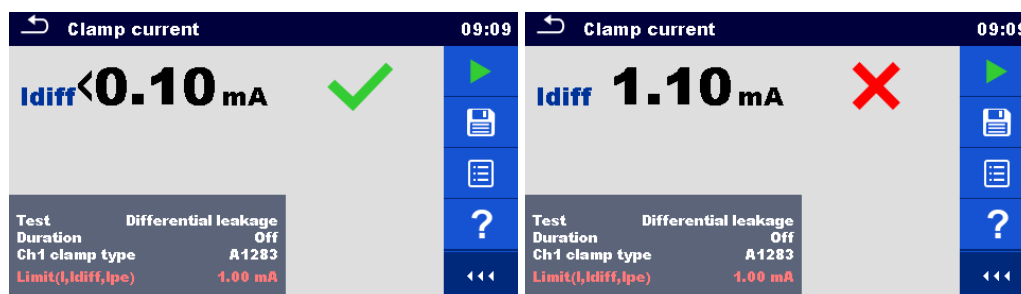 Clamp current 09:09
Idiff <0.10 mA
?
Test Differential leakage
Duration Off
Ch1 clamp type A1283
Limit(I,Idiff,Ipe) 1.00 mA
Clamp current 09:09
Idiff 1.10 mA
?
Test Differential leakage
Duration Off
Ch1 clamp type A1283
Limit(I,Idiff,Ipe) 1.00 mA